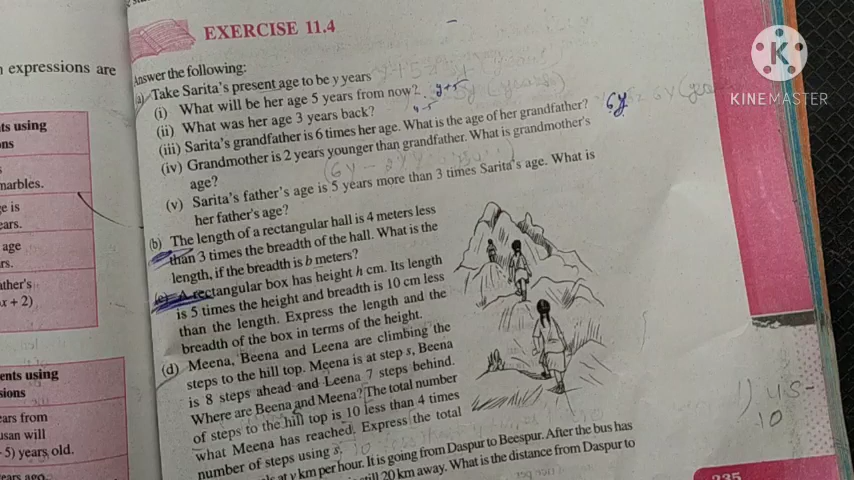 EXERCISE 11.4
n expressions are
Answer the following:
(a) Take Sarita's present age to be y years
(i) What will be her age 5 years from now? y+5
(ii) What was her age 3 years back?
(iii) Sarita's grandfather is 6 times her age. What is the age of her grandfather? 6y
(iv) Grandmother is 2 years younger than grandfather. What is grandmother's
age?
(v) Sarita's father's age is 5 years more than 3 times Sarita's age. What is
her father's age?
(b) The length of a rectangular hall is 4 meters less
than 3 times the breadth of the hall. What is the
length, if the breadth is b meters?
(c) A rectangular box has height h cm. Its length
is 5 times the height and breadth is 10 cm less
than the length. Express the length and the
breadth of the box in terms of the height.
(d) Meena, Beena and Leena are climbing the
steps to the hill top. Meena is at step s, Beena
is 8 steps ahead and Leena 7 steps behind.
Where are Beena and Meena? The total number
of steps to the hill top is 10 less than 4 times
what Meena has reached. Express the total
number of steps using s.
at v km per hour. It is going from Daspur to Beespur. After the bus has
still 20 km away. What is the distance from Daspur to
nts using
ns
marbles.
e is
ears.
age
rs.
ather's
x + 2)
ents using
sions
ears from
usan will
5) years old.
ears ago
4s-
10
235
KINEMASTER